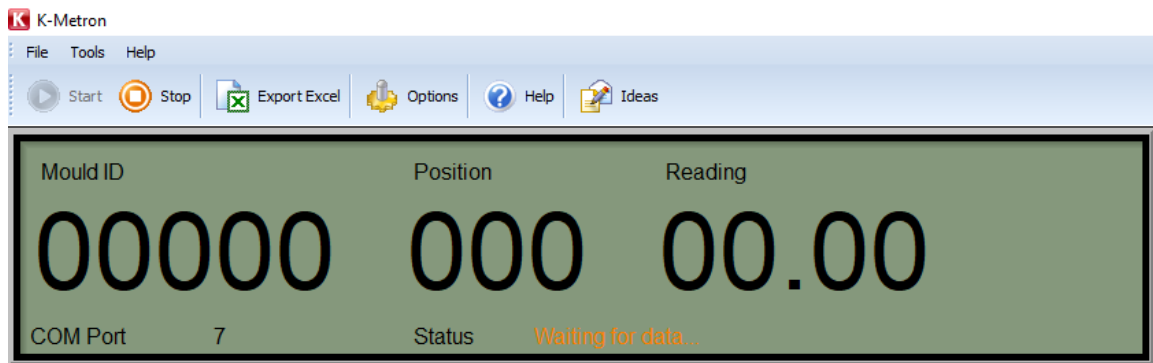 K K-Metron
File Tools Help
Start Stop Export Excel Options Help Ideas
Mould ID Position Reading
00000 000 00.00
COM Port 7 Status Waiting for data...